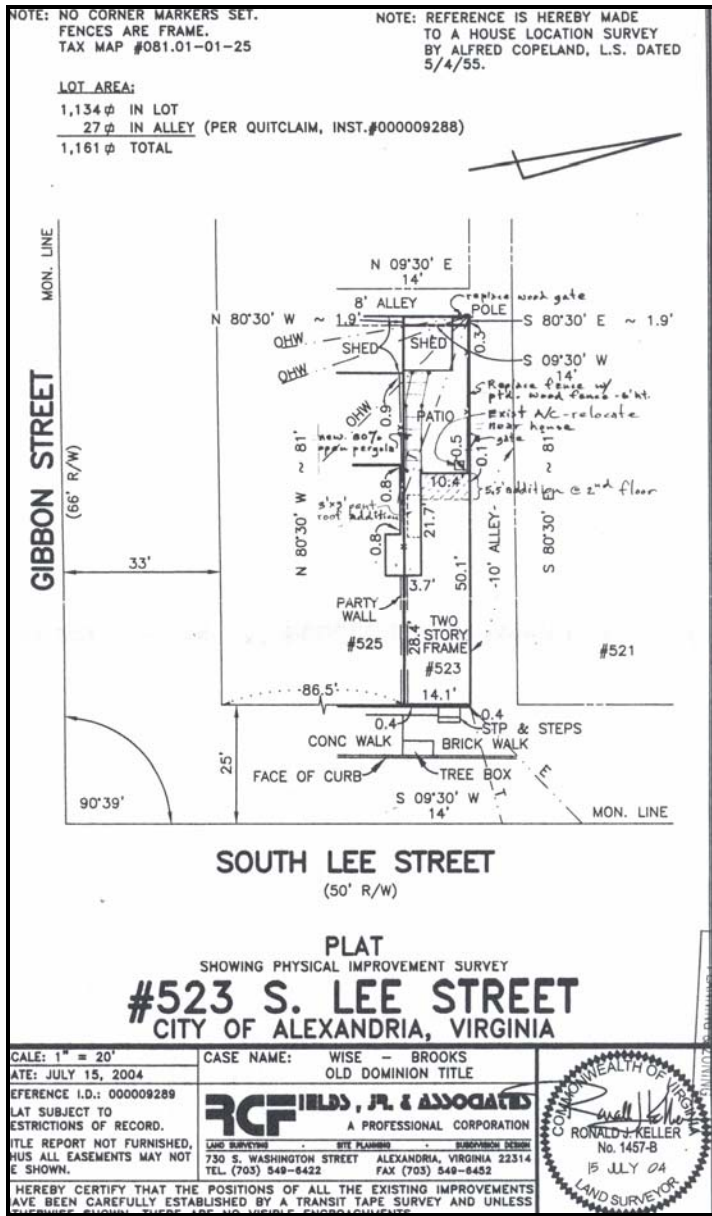 NOTE: NO CORNER MARKERS SET.
FENCES ARE FRAME.
TAX MAP #081.01-01-25
NOTE: REFERENCE IS HEREBY MADE
TO A HOUSE LOCATION SURVEY
BY ALFRED COPELAND, L.S. DATED
5/4/55.
LOT AREA:
1,134 ⌀ IN LOT
27 ⌀ IN ALLEY (PER QUITCLAIM, INST.#000009288)
1,161 ⌀ TOTAL
MON. LINE
N 09°30' E
14'
8' ALLEY
replace wood gate
POLE
N 80°30' W ~ 1.9'
S 80°30' E ~ 1.9'
OHW
SHED
SHED
0.3
S 09°30' W
14'
OHW
OHW
Replace fence w/
ptd. wood fence - 6' ht.
PATIO
Exist A/C - relocate
near house
gate
0.9
new 80%
open pergola
0.5
0.1
10.4'
5.5' addition @ 2nd floor
0.8
roof addition
21.7'
0.8
N 80°30' W ~ 81'
S 80°30' E ~ 81'
10' ALLEY
50.1'
GIBBON STREET
(66' R/W)
33'
3.7'
PARTY
WALL
28.4'
TWO
STORY
FRAME
#525
#523
#521
86.5'
14.1'
0.4
0.4
STP & STEPS
CONC WALK
BRICK WALK
25'
FACE OF CURB
TREE BOX
E
T
90°39'
S 09°30' W
14'
MON. LINE
SOUTH LEE STREET
(50' R/W)
PLAT
SHOWING PHYSICAL IMPROVEMENT SURVEY
#523 S. LEE STREET
CITY OF ALEXANDRIA, VIRGINIA
CALE: 1" = 20'
ATE: JULY 15, 2004
EFERENCE I.D.: 000009289
LAT SUBJECT TO
ESTRICTIONS OF RECORD.
ITLE REPORT NOT FURNISHED,
HUS ALL EASEMENTS MAY NOT
E SHOWN.
CASE NAME: WISE - BROOKS
OLD DOMINION TITLE
RCFIELDS, JR. & ASSOCIATES
A PROFESSIONAL CORPORATION
LAND SURVEYING · SITE PLANNING · SUBDIVISION DESIGN
730 S. WASHINGTON STREET ALEXANDRIA, VIRGINIA 22314
TEL. (703) 549-6422 FAX (703) 549-6452
COMMONWEALTH OF VIRGINIA
RONALD J. KELLER
No. 1457-B
15 JULY 04
LAND SURVEYOR
HEREBY CERTIFY THAT THE POSITIONS OF ALL THE EXISTING IMPROVEMENTS
AVE BEEN CAREFULLY ESTABLISHED BY A TRANSIT TAPE SURVEY AND UNLESS
THERWISE SHOWN, THERE ARE NO VISIBLE ENCROACHMENTS